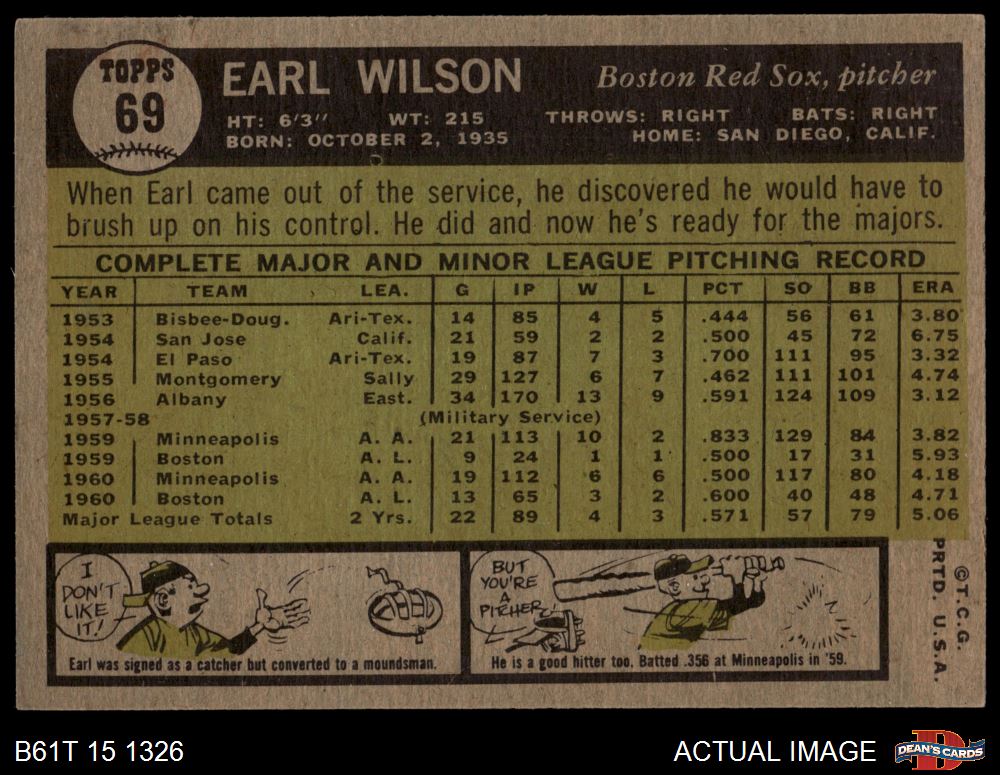 TOPPS
69
EARL WILSON
Boston Red Sox, pitcher
HT: 6'3" WT: 215 THROWS: RIGHT BATS: RIGHT
BORN: OCTOBER 2, 1935 HOME: SAN DIEGO, CALIF.
When Earl came out of the service, he discovered he would have to
brush up on his control. He did and now he's ready for the majors.
COMPLETE MAJOR AND MINOR LEAGUE PITCHING RECORD
YEAR TEAM LEA. G IP W L PCT SO BB ERA
1953 Bisbee-Doug. Ari-Tex. 14 85 4 5 .444 56 61 3.80
1954 San Jose Calif. 21 59 2 2 .500 45 72 6.75
1954 El Paso Ari-Tex. 19 87 7 3 .700 111 95 3.32
1955 Montgomery Sally 29 127 6 7 .462 111 101 4.74
1956 Albany East. 34 170 13 9 .591 124 109 3.12
1957-58 (Military Service)
1959 Minneapolis A. A. 21 113 10 2 .833 129 84 3.82
1959 Boston A. L. 9 24 1 1 .500 17 31 5.93
1960 Minneapolis A. A. 19 112 6 6 .500 117 80 4.18
1960 Boston A. L. 13 65 3 2 .600 40 48 4.71
Major League Totals 2 Yrs. 22 89 4 3 .571 57 79 5.06
I
DON'T
LIKE
IT!
Earl was signed as a catcher but converted to a moundsman.
BUT
YOU'RE
A
PITCHER!
He is a good hitter too. Batted .356 at Minneapolis in '59.
©T.C.G.
PRTD. U.S.A.
B61T 15 1326
ACTUAL IMAGE
DEAN'S CARDS